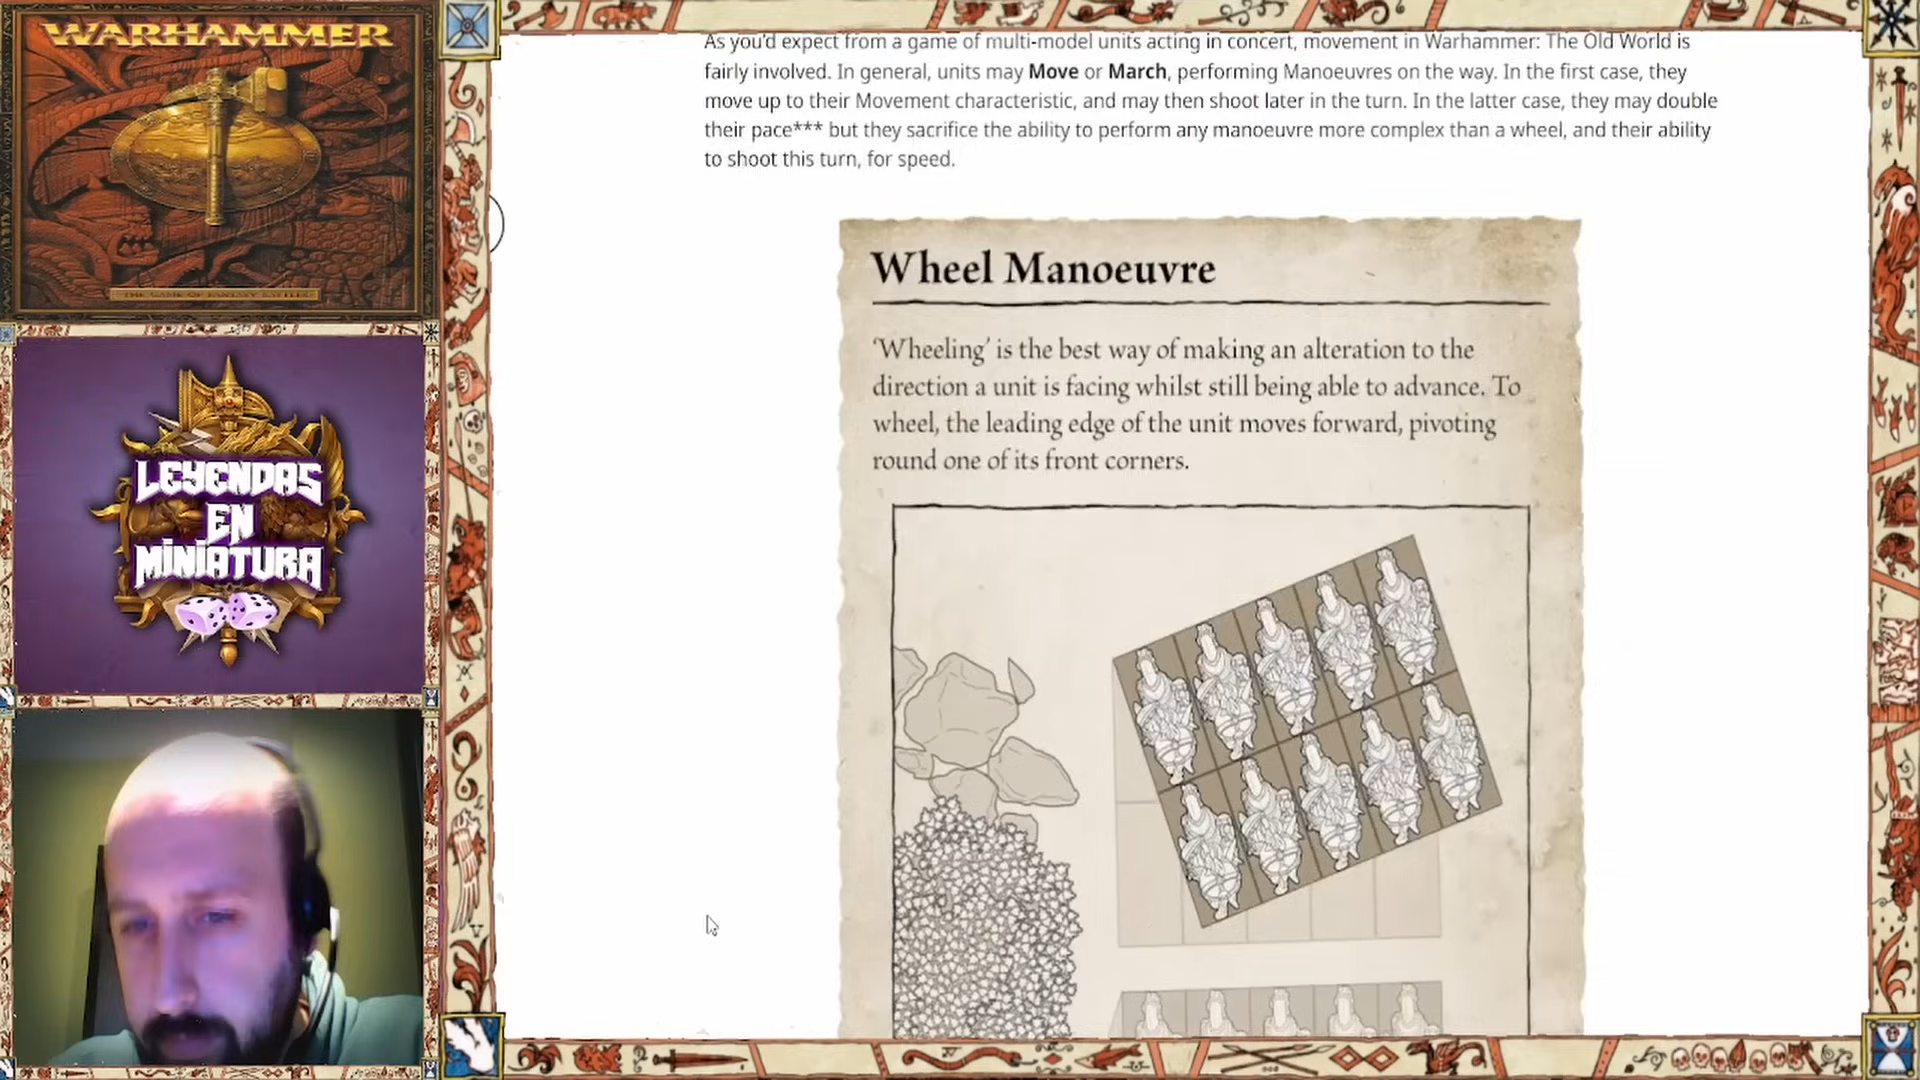 WARHAMMER
THE GAME OF FANTASY BATTLES
LEYENDAS
EN
MINIATURA
As you'd expect from a game of multi-model units acting in concert, movement in Warhammer: The Old World is
fairly involved. In general, units may Move or March, performing Manoeuvres on the way. In the first case, they
move up to their Movement characteristic, and may then shoot later in the turn. In the latter case, they may double
their pace*** but they sacrifice the ability to perform any manoeuvre more complex than a wheel, and their ability
to shoot this turn, for speed.
Wheel Manoeuvre
‘Wheeling’ is the best way of making an alteration to the
direction a unit is facing whilst still being able to advance. To
wheel, the leading edge of the unit moves forward, pivoting
round one of its front corners.